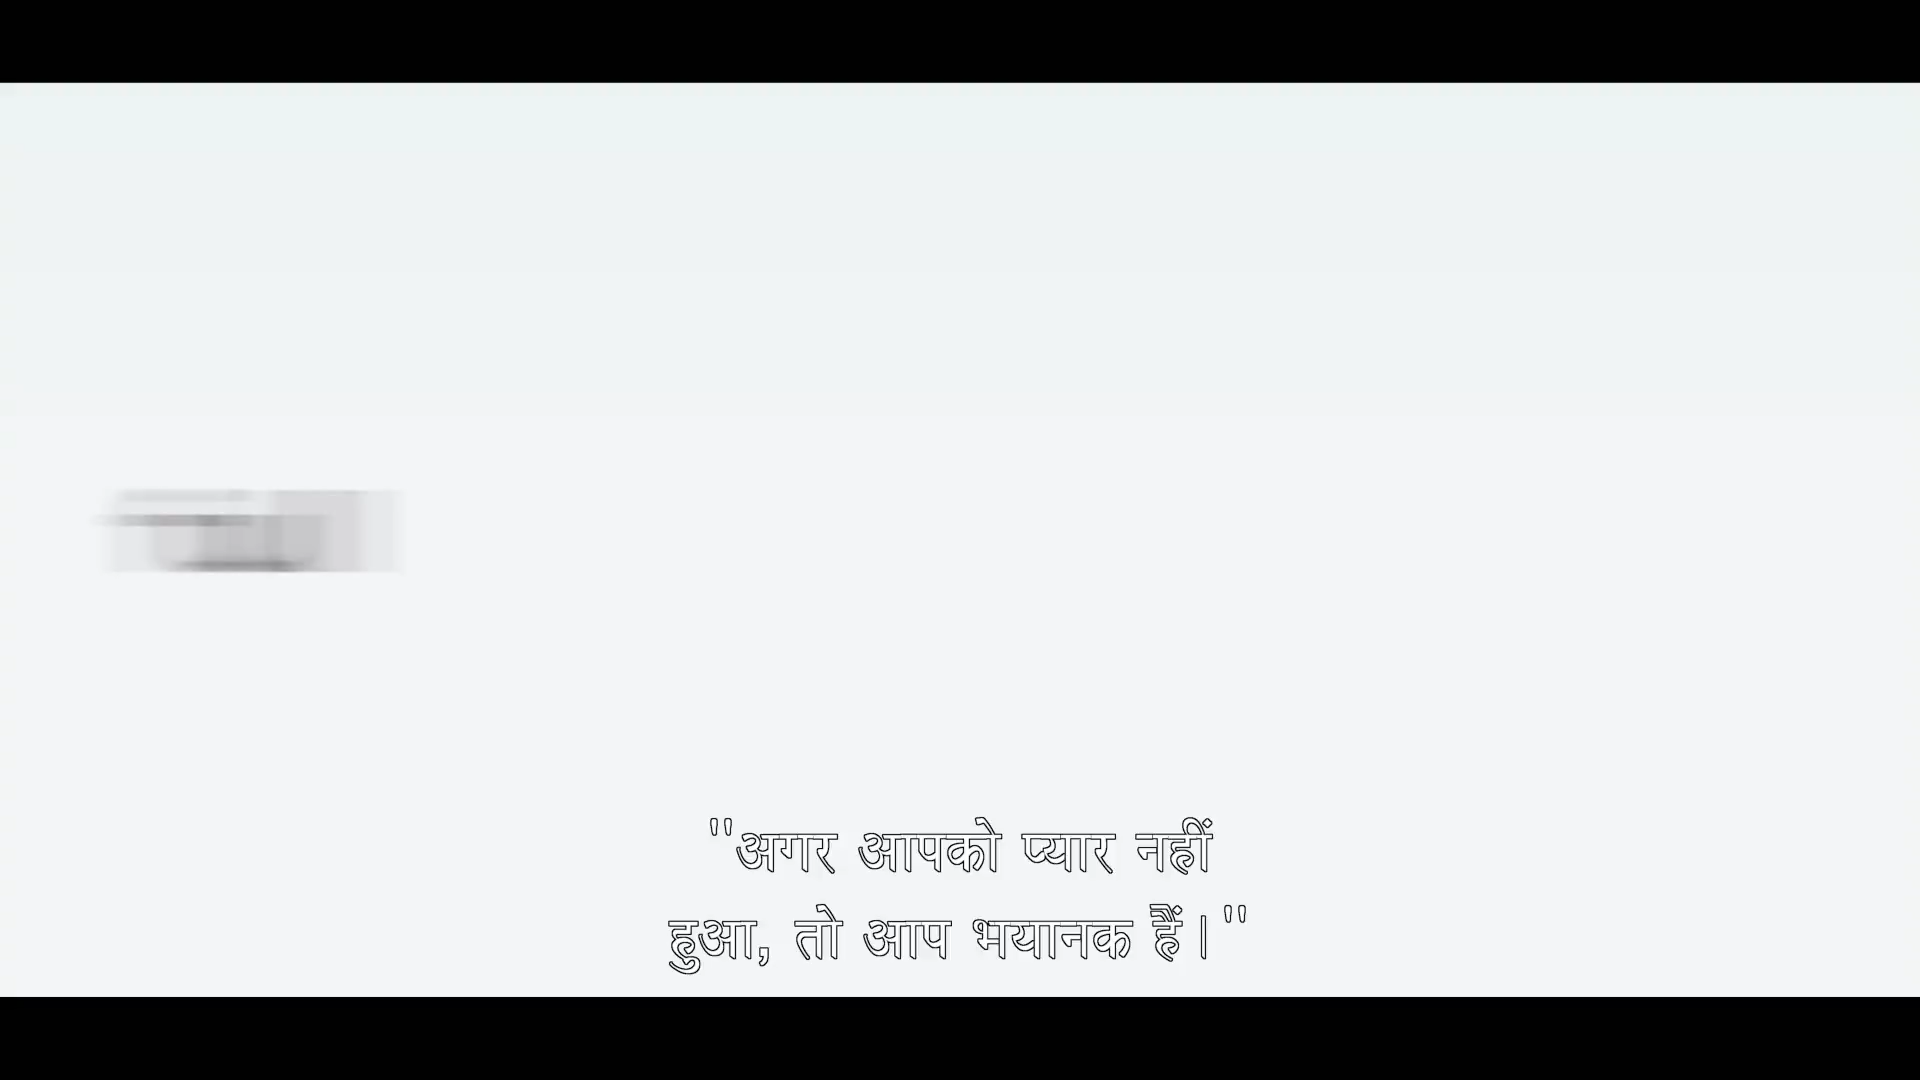 "अगर आपको प्यार नहीं
हुआ, तो आप भयानक हैं।"